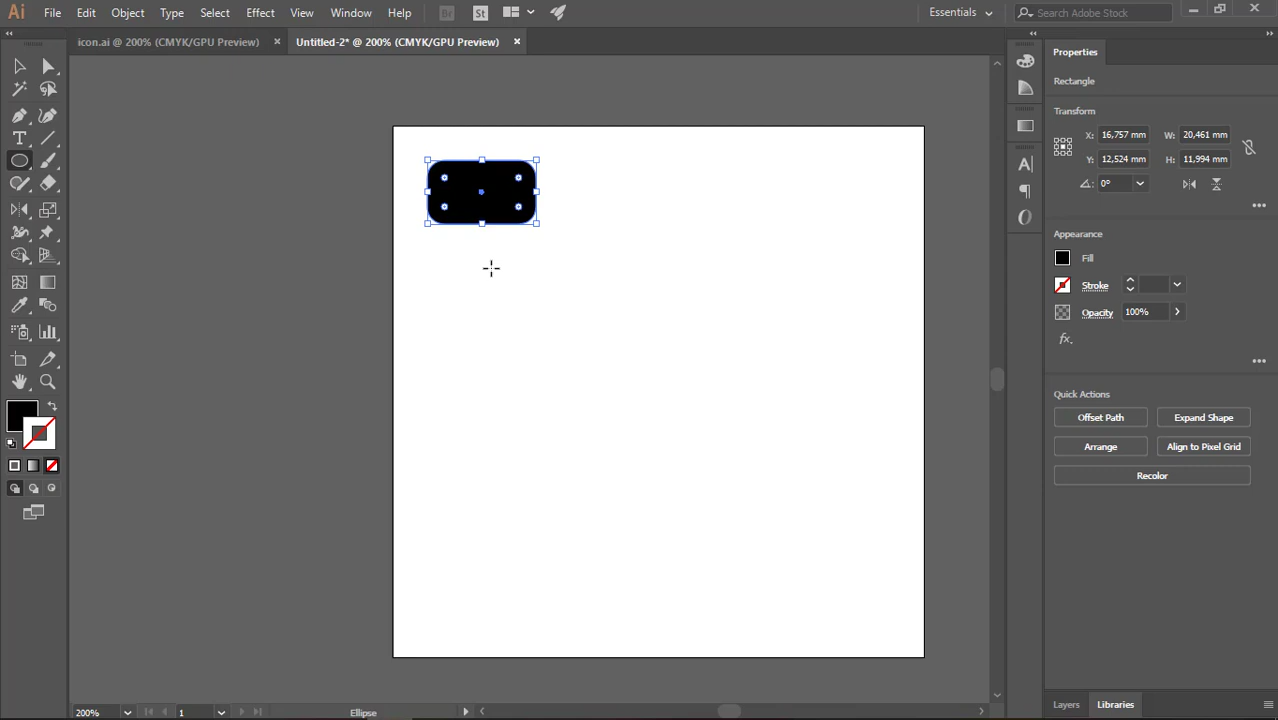 Ai File Edit Object Type Select Effect View Window Help Br St Essentials Search Adobe Stock
icon.ai @ 200% (CMYK/GPU Preview) × Untitled-2* @ 200% (CMYK/GPU Preview) ×
Properties
Rectangle
Transform
X: 16,757 mm W: 20,461 mm
Y: 12,524 mm H: 11,994 mm
0°
Appearance
Fill
Stroke
Opacity 100%
fx.
Quick Actions
Offset Path Expand Shape
Arrange Align to Pixel Grid
Recolor
Layers Libraries
200% 1 Ellipse